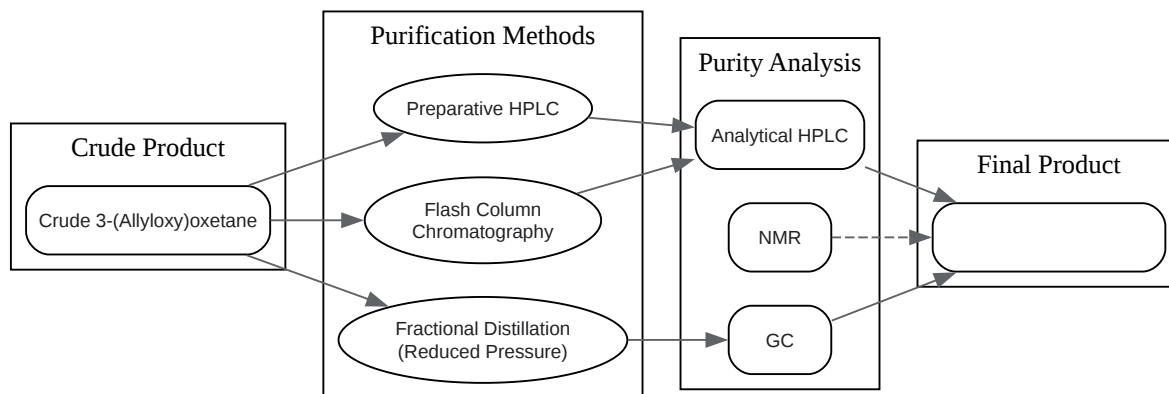 Crude Product
Crude 3-(Allyloxy)oxetane
Purification Methods
Preparative HPLC
Flash Column
Chromatography
Fractional Distillation
(Reduced Pressure)
Purity Analysis
Analytical HPLC
NMR
GC
Final Product